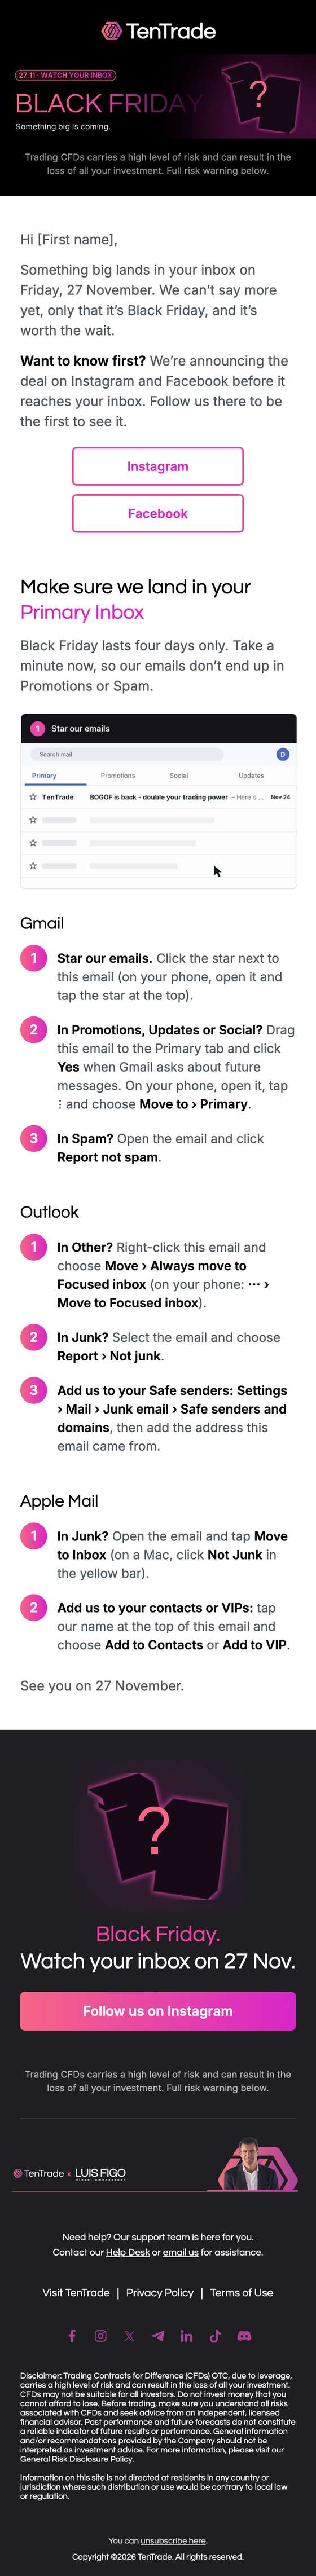 TenTrade
27.11 · WATCH YOUR INBOX
BLACK FRIDAY
Something big is coming.
?
Trading CFDs carries a high level of risk and can result in the
loss of all your investment. Full risk warning below.
Hi [First name],
Something big lands in your inbox on
Friday, 27 November. We can’t say more
yet, only that it’s Black Friday, and it’s
worth the wait.
Want to know first? We’re announcing the
deal on Instagram and Facebook before it
reaches your inbox. Follow us there to be
the first to see it.
Instagram
Facebook
Make sure we land in your
Primary Inbox
Black Friday lasts four days only. Take a
minute now, so our emails don’t end up in
Promotions or Spam.
1 Star our emails
Search mail D
Primary Promotions Social Updates
TenTrade BOGOF is back - double your trading power – Here's ... Nov 24
Gmail
1 Star our emails. Click the star next to
this email (on your phone, open it and
tap the star at the top).
2 In Promotions, Updates or Social? Drag
this email to the Primary tab and click
Yes when Gmail asks about future
messages. On your phone, open it, tap
⋮ and choose Move to › Primary.
3 In Spam? Open the email and click
Report not spam.
Outlook
1 In Other? Right-click this email and
choose Move › Always move to
Focused inbox (on your phone: ··· ›
Move to Focused inbox).
2 In Junk? Select the email and choose
Report › Not junk.
3 Add us to your Safe senders: Settings
› Mail › Junk email › Safe senders and
domains, then add the address this
email came from.
Apple Mail
1 In Junk? Open the email and tap Move
to Inbox (on a Mac, click Not Junk in
the yellow bar).
2 Add us to your contacts or VIPs: tap
our name at the top of this email and
choose Add to Contacts or Add to VIP.
See you on 27 November.
?
Black Friday.
Watch your inbox on 27 Nov.
Follow us on Instagram
Trading CFDs carries a high level of risk and can result in the
loss of all your investment. Full risk warning below.
TenTrade x LUIS FIGO
GLOBAL AMBASSADOR
Need help? Our support team is here for you.
Contact our Help Desk or email us for assistance.
Visit TenTrade | Privacy Policy | Terms of Use
Disclaimer: Trading Contracts for Difference (CFDs) OTC, due to leverage,
carries a high level of risk and can result in the loss of all your investment.
CFDs may not be suitable for all investors. Do not invest money that you
cannot afford to lose. Before trading, make sure you understand all risks
associated with CFDs and seek advice from an independent, licensed
financial advisor. Past performance and future forecasts do not constitute
a reliable indicator of future results or performance. General information
and/or recommendations provided by the Company should not be
interpreted as investment advice. For more information, please visit our
General Risk Disclosure Policy.
Information on this site is not directed at residents in any country or
jurisdiction where such distribution or use would be contrary to local law
or regulation.
You can unsubscribe here.
Copyright ©2026 TenTrade. All rights reserved.